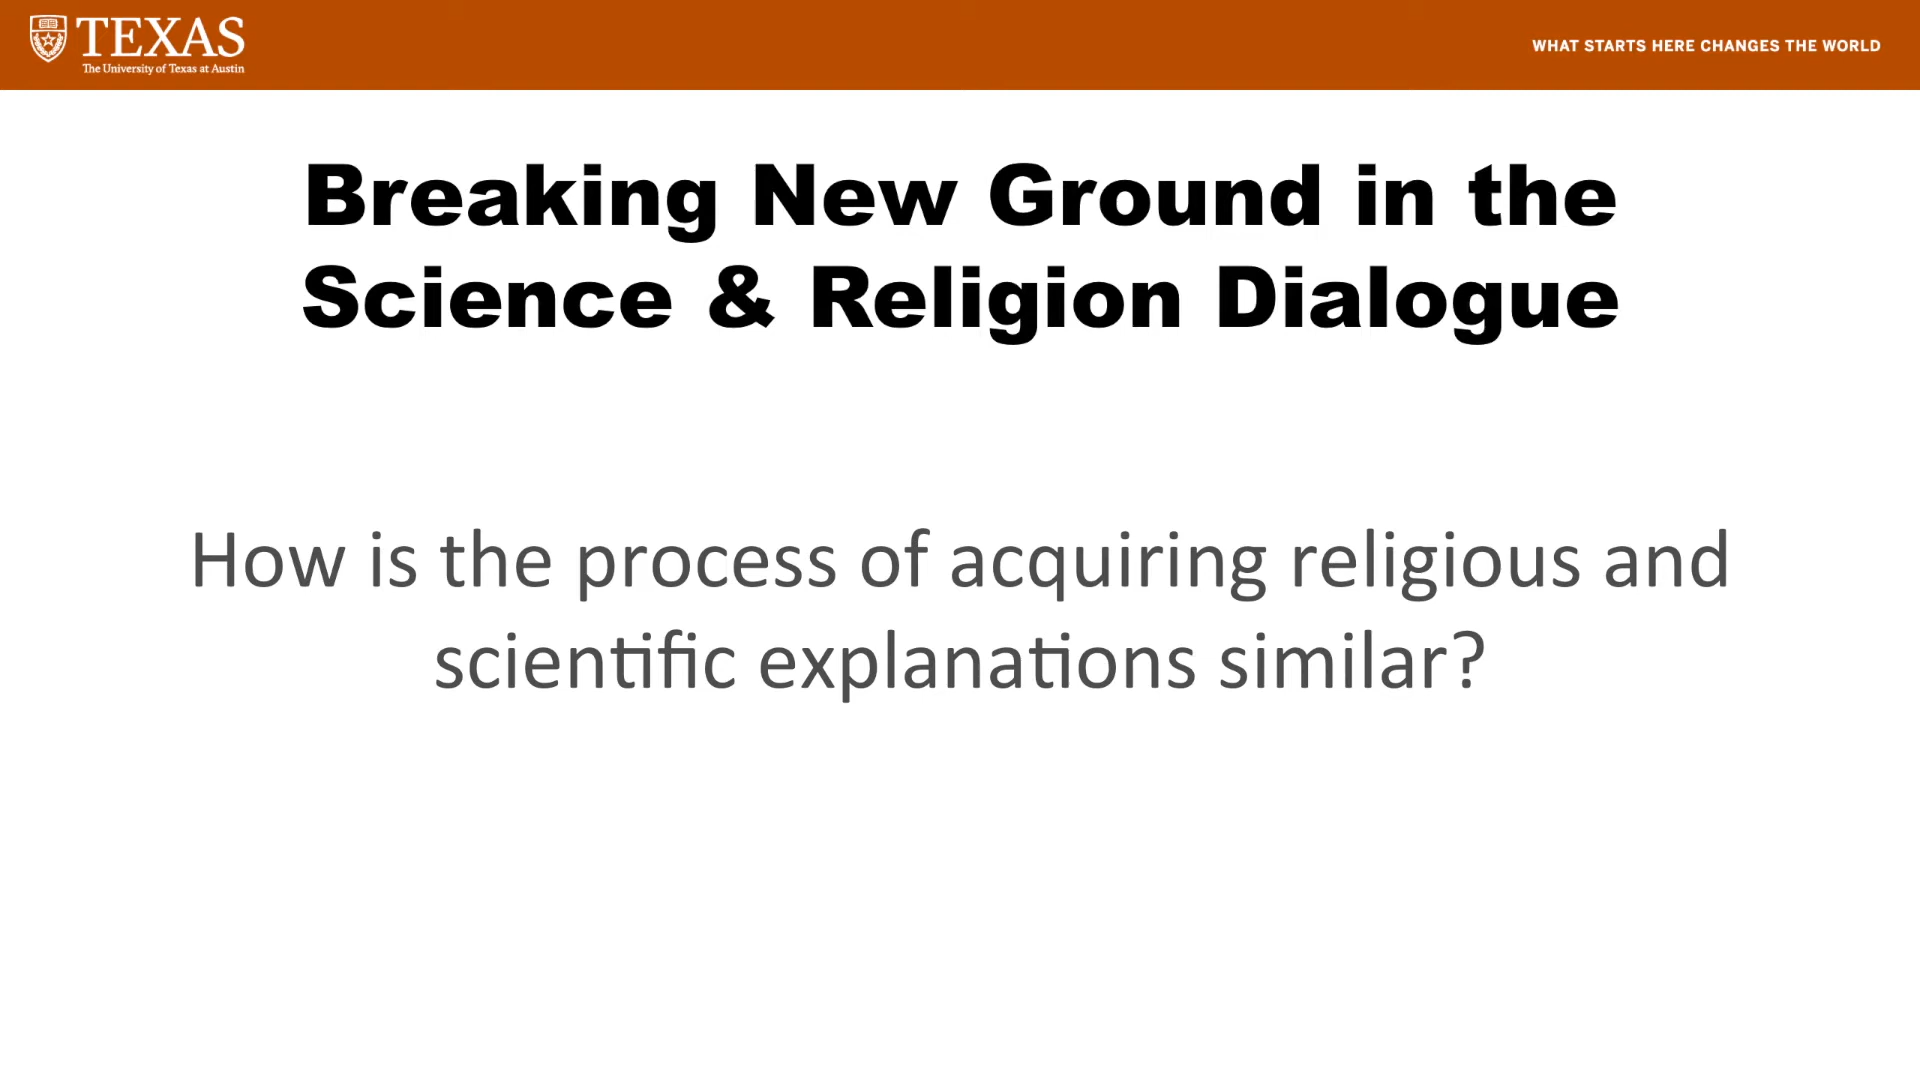 TEXAS
The University of Texas at Austin
WHAT STARTS HERE CHANGES THE WORLD
Breaking New Ground in the
Science & Religion Dialogue
How is the process of acquiring religious and
scientific explanations similar?